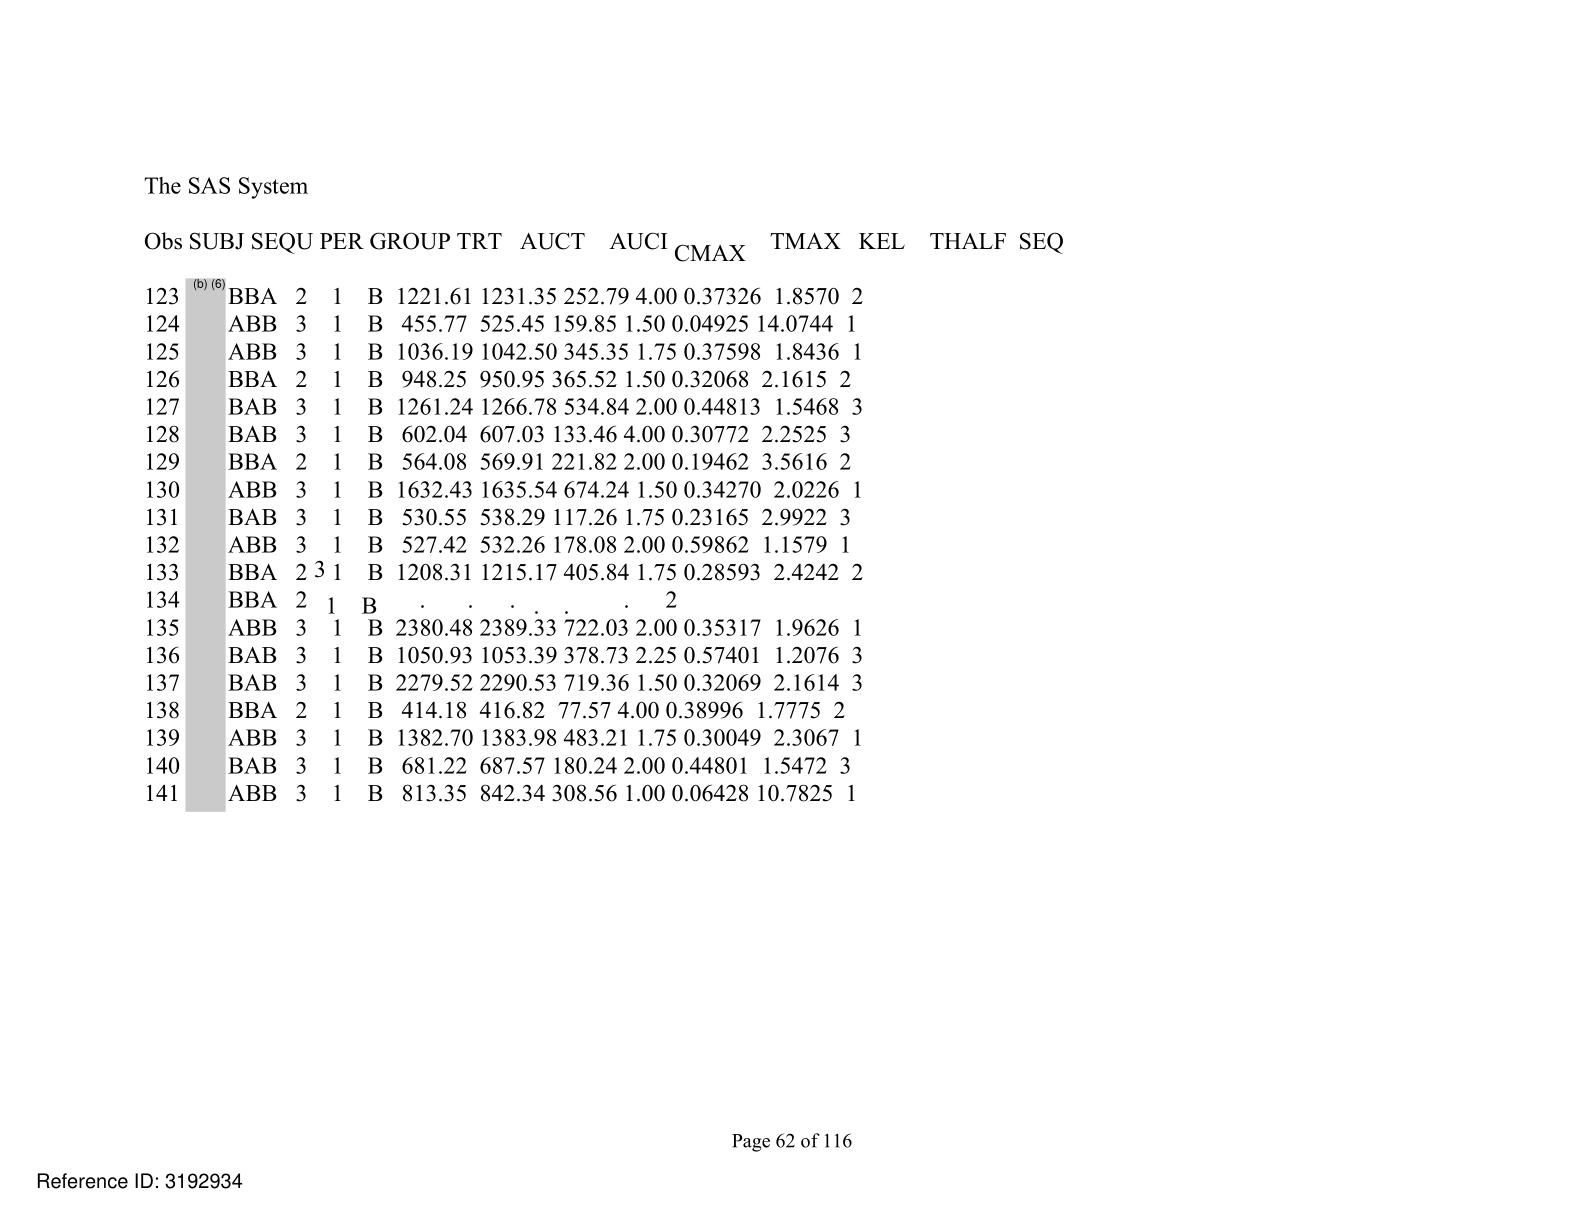 The SAS System
Obs SUBJ SEQU PER GROUP TRT AUCT AUCI CMAX TMAX KEL THALF SEQ
(b) (6)
123 BBA 2 1 B 1221.61 1231.35 252.79 4.00 0.37326 1.8570 2
124 ABB 3 1 B 455.77 525.45 159.85 1.50 0.04925 14.0744 1
125 ABB 3 1 B 1036.19 1042.50 345.35 1.75 0.37598 1.8436 1
126 BBA 2 1 B 948.25 950.95 365.52 1.50 0.32068 2.1615 2
127 BAB 3 1 B 1261.24 1266.78 534.84 2.00 0.44813 1.5468 3
128 BAB 3 1 B 602.04 607.03 133.46 4.00 0.30772 2.2525 3
129 BBA 2 1 B 564.08 569.91 221.82 2.00 0.19462 3.5616 2
130 ABB 3 1 B 1632.43 1635.54 674.24 1.50 0.34270 2.0226 1
131 BAB 3 1 B 530.55 538.29 117.26 1.75 0.23165 2.9922 3
132 ABB 3 1 B 527.42 532.26 178.08 2.00 0.59862 1.1579 1
133 BBA 2 3 1 B 1208.31 1215.17 405.84 1.75 0.28593 2.4242 2
134 BBA 2 1 B . . . . . . 2
135 ABB 3 1 B 2380.48 2389.33 722.03 2.00 0.35317 1.9626 1
136 BAB 3 1 B 1050.93 1053.39 378.73 2.25 0.57401 1.2076 3
137 BAB 3 1 B 2279.52 2290.53 719.36 1.50 0.32069 2.1614 3
138 BBA 2 1 B 414.18 416.82 77.57 4.00 0.38996 1.7775 2
139 ABB 3 1 B 1382.70 1383.98 483.21 1.75 0.30049 2.3067 1
140 BAB 3 1 B 681.22 687.57 180.24 2.00 0.44801 1.5472 3
141 ABB 3 1 B 813.35 842.34 308.56 1.00 0.06428 10.7825 1
Page 62 of 116
Reference ID: 3192934